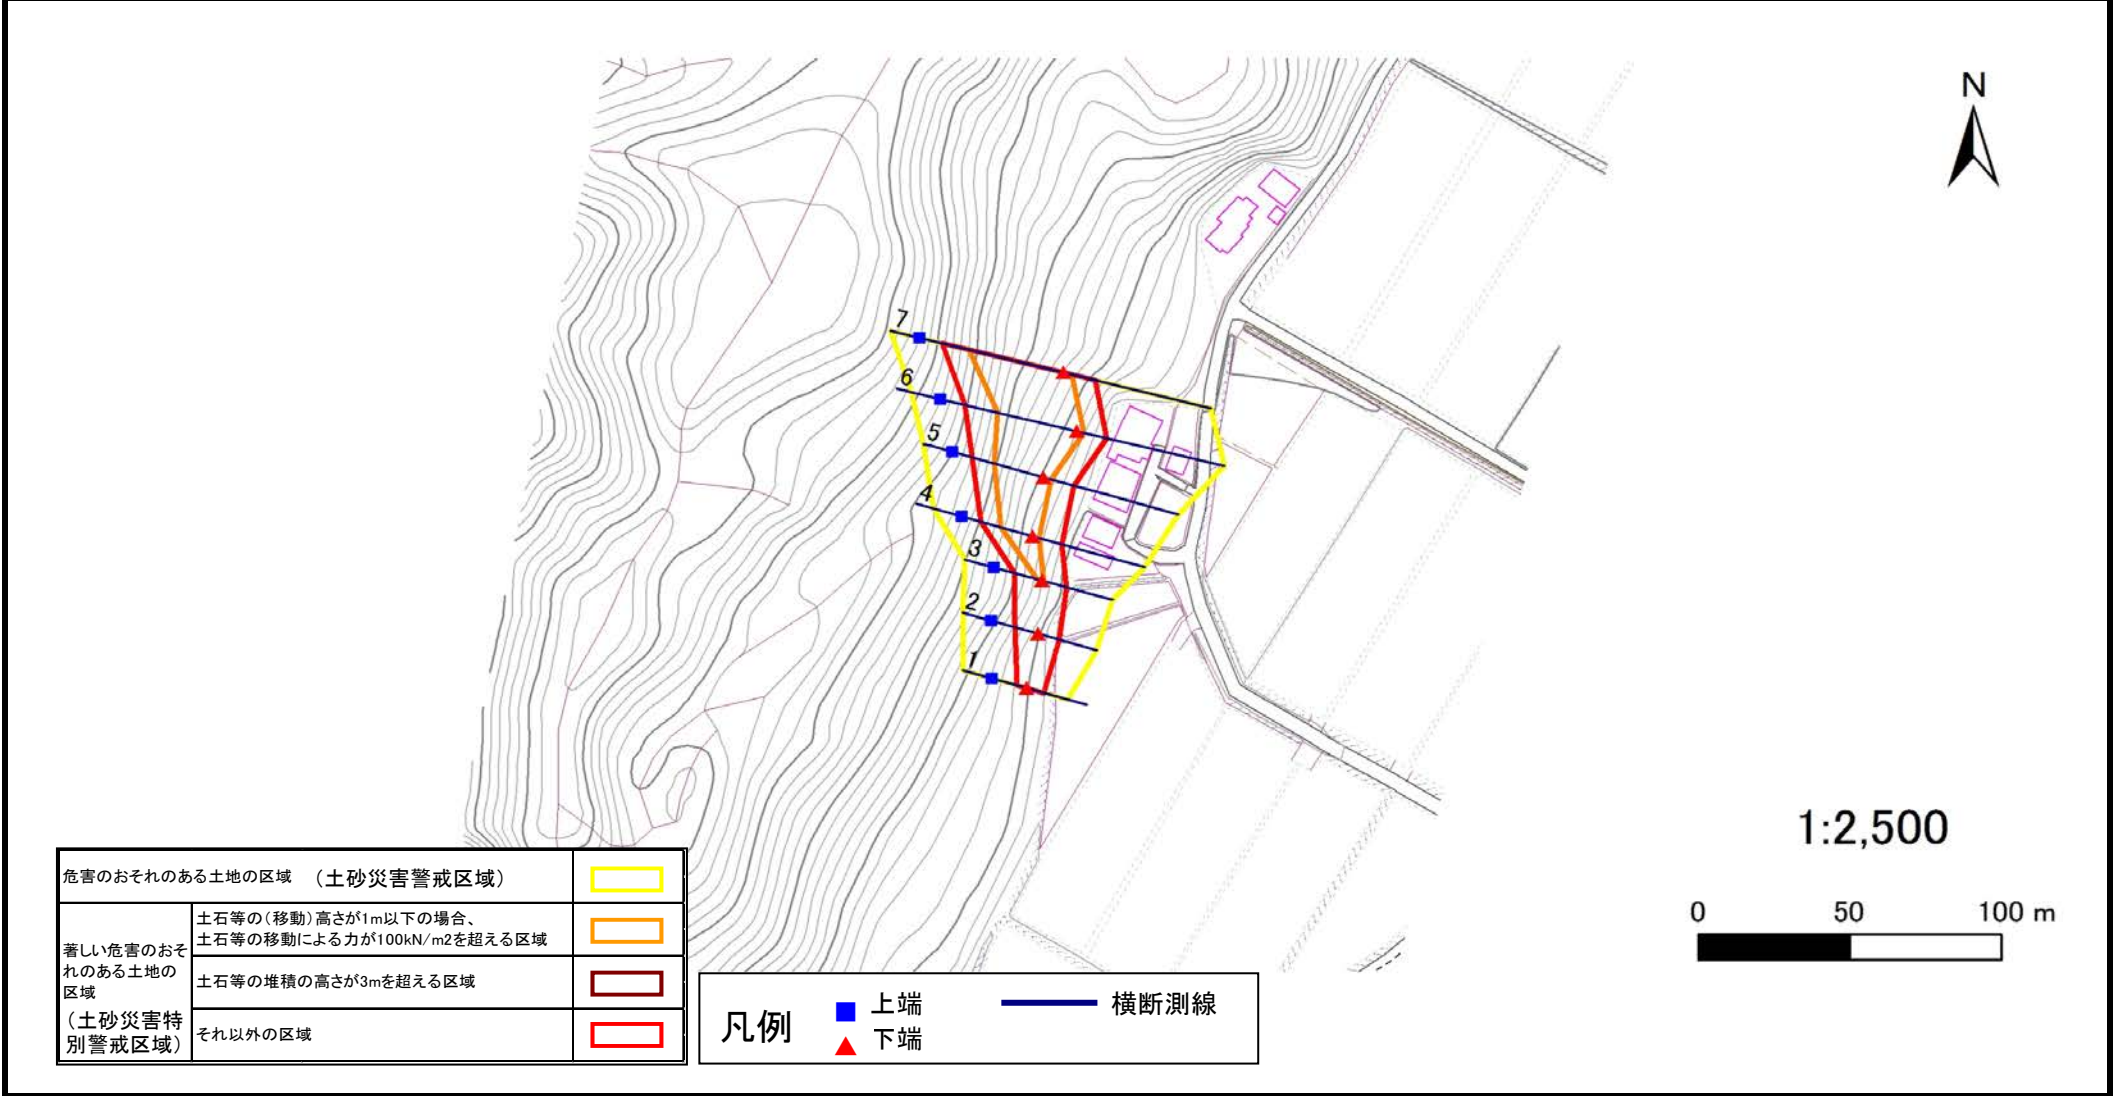 N
7
6
5
4
3
2
1
1:2,500
0 50 100 m
危害のおそれのある土地の区域 (土砂災害警戒区域)
著しい危害のおそ
れのある土地の
区域
(土砂災害特
別警戒区域)
土石等の(移動)高さが1m以下の場合、
土石等の移動による力が100kN/m2を超える区域
土石等の堆積の高さが3mを超える区域
それ以外の区域
凡例
上端
下端
横断測線